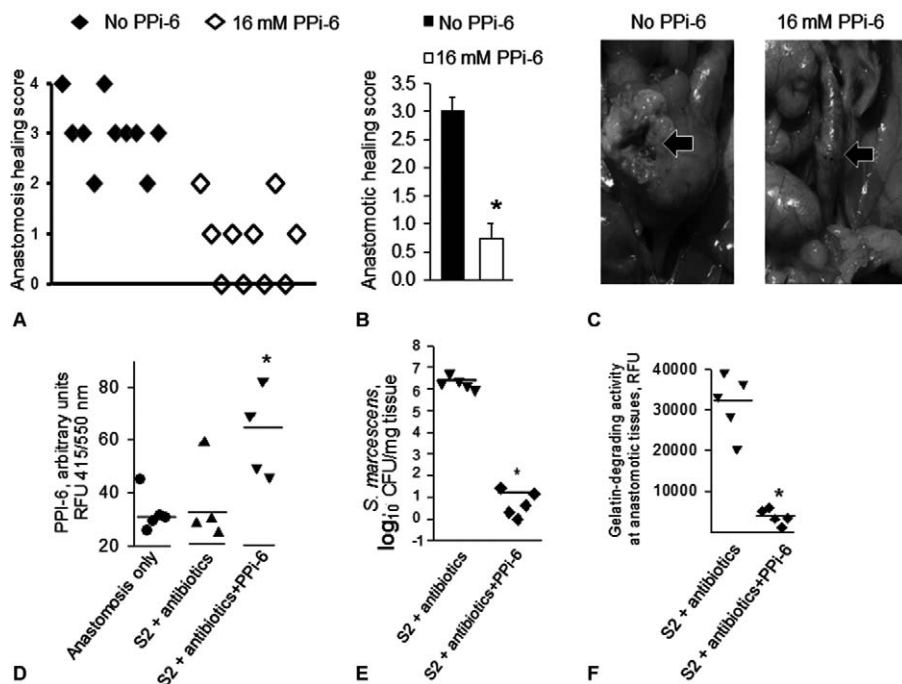 No PPi-6
16 mM PPi-6
Anastomosis healing score
4
3
2
1
0
A
No PPi-6
16 mM PPi-6
Anastomotic healing score
3.5
3.0
2.5
2.0
1.5
1.0
0.5
0.0
*
B
No PPi-6
16 mM PPi-6
C
PPI-6, arbitrary units
RFU 415/550 nm
80
60
40
20
*
Anastomosis only
S2 + antibiotics
S2 + antibiotics+PPi-6
D
S. marcescens,
log10 CFU/mg tissue
7
6
5
4
3
2
1
0
-1
*
S2 + antibiotics
S2 + antibiotics+PPi-6
E
Gelatin-degrading activity
at anastomotic tissues, RFU
40000
30000
20000
10000
*
S2 + antibiotics
S2 + antibiotics+PPi-6
F